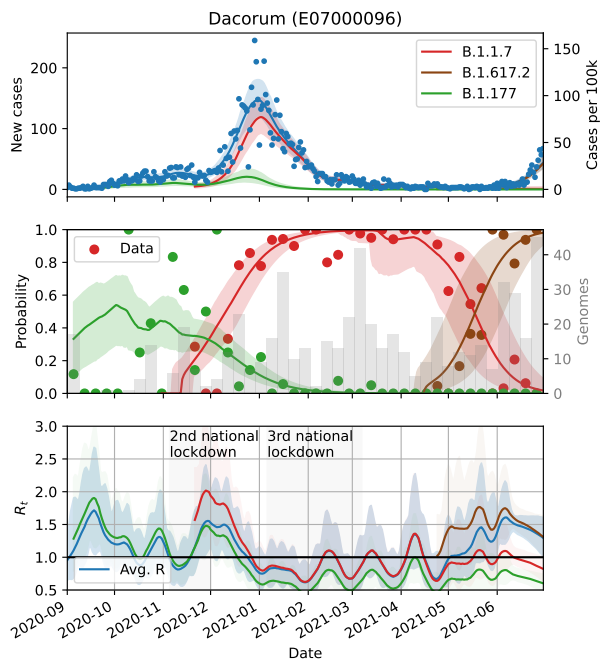 Dacorum (E07000096)
200
100
0
New cases
B.1.1.7
B.1.617.2
B.1.177
150
100
50
0
Cases per 100k
1.0
0.8
0.6
0.4
0.2
0.0
Probability
Data
40
30
20
10
0
Genomes
3.0
2.5
2.0
1.5
1.0
0.5
Rt
2nd national
lockdown
3rd national
lockdown
Avg. R
2020-09
2020-10
2020-11
2020-12
2021-01
2021-02
2021-03
2021-04
2021-05
2021-06
Date